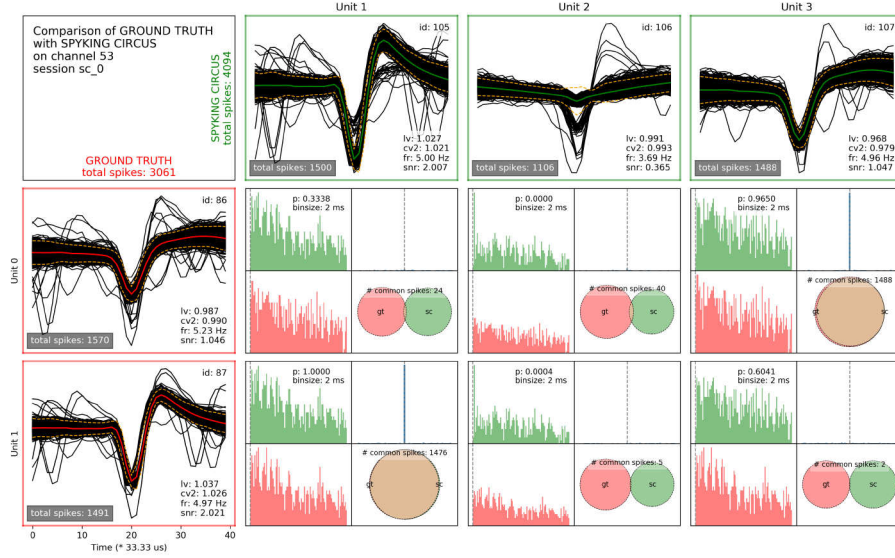 Unit 1
Unit 2
Unit 3
Comparison of GROUND TRUTH
with SPYKING CIRCUS
on channel 53
session sc_0
SPYKING CIRCUS
total spikes: 4094
GROUND TRUTH
total spikes: 3061
id: 105
lv: 1.027
cv2: 1.021
fr: 5.00 Hz
snr: 2.007
total spikes: 1500
id: 106
lv: 0.991
cv2: 0.993
fr: 3.69 Hz
snr: 0.365
total spikes: 1106
id: 107
lv: 0.968
cv2: 0.979
fr: 4.96 Hz
snr: 1.047
total spikes: 1488
Unit 0
id: 86
lv: 0.987
cv2: 0.990
fr: 5.23 Hz
snr: 1.046
total spikes: 1570
p: 0.3338
binsize: 2 ms
# common spikes: 24
gt
sc
p: 0.0000
binsize: 2 ms
# common spikes: 40
gt
sc
p: 0.9650
binsize: 2 ms
# common spikes: 1488
gt
sc
Unit 1
id: 87
lv: 1.037
cv2: 1.026
fr: 4.97 Hz
snr: 2.021
total spikes: 1491
p: 1.0000
binsize: 2 ms
# common spikes: 1476
gt
sc
p: 0.0004
binsize: 2 ms
# common spikes: 5
gt
sc
p: 0.6041
binsize: 2 ms
# common spikes: 2
gt
sc
0 10 20 30 40
Time (* 33.33 us)